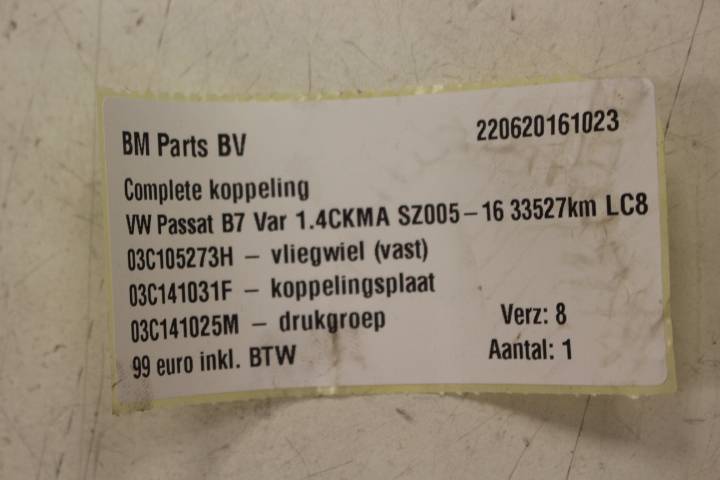 BM Parts BV 220620161023
Complete koppeling
VW Passat B7 Var 1.4CKMA SZ005-16 33527km LC8
03C105273H - vliegwiel (vast)
03C141031F - koppelingsplaat
03C141025M - drukgroep Verz: 8
99 euro inkl. BTW Aantal: 1